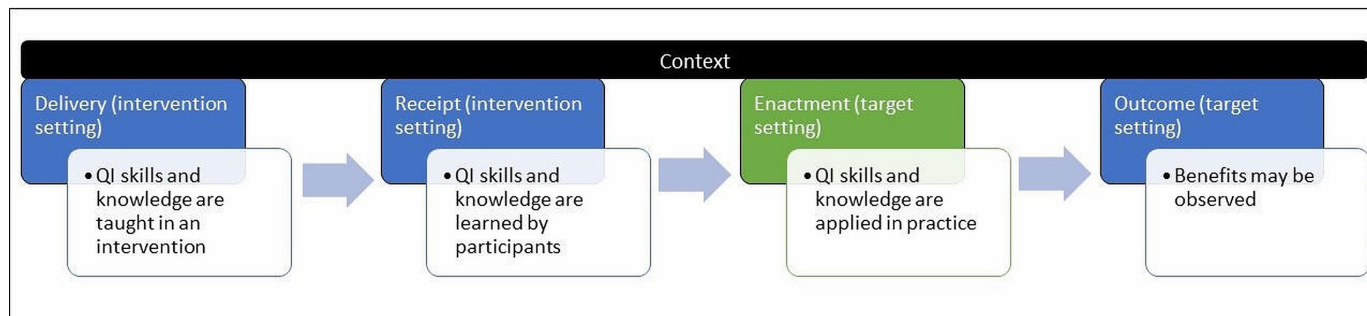 Context
Delivery (intervention
setting)
• QI skills and
knowledge are
taught in an
intervention
Receipt (intervention
setting)
• QI skills and
knowledge are
learned by
participants
Enactment (target
setting)
• QI skills and
knowledge are
applied in practice
Outcome (target
setting)
• Benefits may be
observed